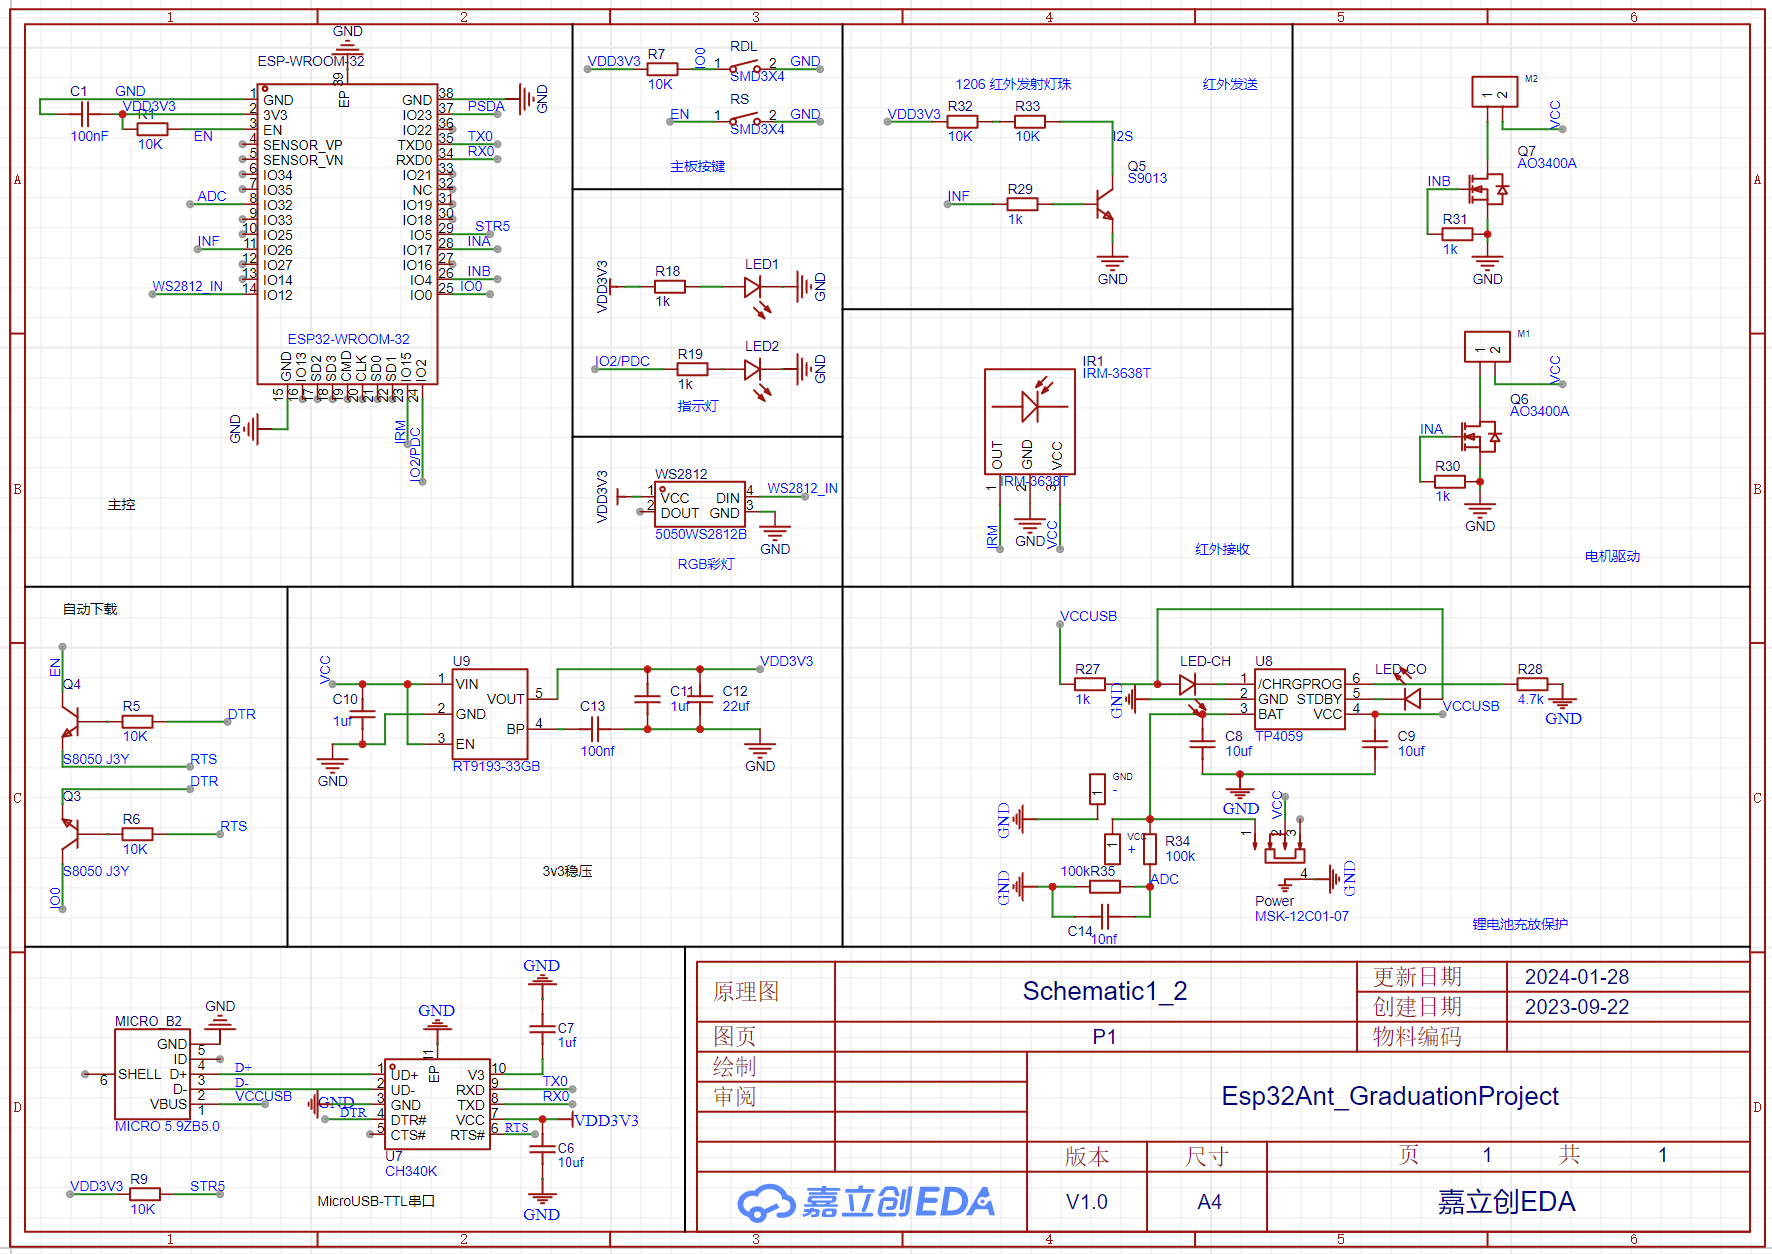 1 2 3 4 5 6
A
B
C
D
GND
ESP-WROOM-32
EP 39
C1
100nF
GND
VDD3V3
R1
10K
EN
1 GND
2 3V3
3 EN
4 SENSOR_VP
5 SENSOR_VN
6 IO34
7 IO35
8 IO32
9 IO33
10 IO25
11 IO26
12 IO27
13 IO14
14 IO12
ADC
INF
WS2812_IN
GND 38
IO23 37
IO22 36
TXD0 35
RXD0 34
IO21 33
NC 32
IO19 31
IO18 30
IO5 29
IO17 28
IO16 27
IO4 26
IO0 25
GND
PSDA
TX0
RX0
STR5
INA
INB
IO0
ESP32-WROOM-32
GND IO13 SD2 SD3 CMD CLK SD0 SD1 IO15 IO2
15 16 17 18 19 20 21 22 23 24
GND
IRM
IO2/PDC
主控
VDD3V3
R7
10K
IO0
1
RDL
SMD3X4
2
GND
EN
1
RS
SMD3X4
2
GND
主板按键
VDD3V3
R18
1k
LED1
GND
IO2/PDC
R19
1k
LED2
GND
指示灯
VDD3V3
WS2812
1 VCC
2 DOUT
DIN 4
GND 3
WS2812_IN
5050WS2812B
GND
RGB彩灯
1206 红外发射灯珠
红外发送
VDD3V3
R32
10K
R33
10K
I2S
Q5
S9013
INF
R29
1k
GND
IR1
IRM-3638T
OUT GND VCC
IRM-3638T
1 2 3
IRM
GND
VCC
红外接收
M2
1 2
VCC
Q7
AO3400A
INB
R31
1k
GND
M1
1 2
VCC
Q6
AO3400A
INA
R30
1k
GND
电机驱动
自动下载
EN
Q4
R5
10K
DTR
S8050 J3Y
RTS
DTR
Q3
R6
10K
RTS
S8050 J3Y
IO0
VCC
C10
1uf
GND
U9
1 VIN
2 GND
3 EN
VOUT 5
BP 4
RT9193-33GB
C13
100nf
C11
1uf
C12
22uf
VDD3V3
GND
3v3稳压
VCCUSB
R27
1k
LED-CH
GND
U8
1 /CHRGPROG 6
2 GND STDBY 5
3 BAT VCC 4
TP4059
LED-CO
R28
4.7k
GND
VCCUSB
C8
10uf
C9
10uf
GND
1
GND
-
GND
1
VCC
+
R34
100k
100kR35
ADC
GND
C14
10nf
VCC
1 2 3
4
GND
Power
MSK-12C01-07
锂电池充放保护
MICRO_B2
GND
GND 5
ID
D+ 4
D- 3
VBUS 2
1
SHELL
6
MICRO 5.9ZB5.0
D+
D-
VCCUSB
GND
DTR
GND
EP 11
1 UD+
2 UD-
3 GND
4 DTR#
5 CTS#
V3 10
RXD 9
TXD 8
VCC 7
RTS# 6
U7
CH340K
GND
C7
1uf
TX0
RX0
VDD3V3
RTS
C6
10uf
GND
VDD3V3
R9
10K
STR5
MicroUSB-TTL串口
原理图
Schematic1_2
更新日期
2024-01-28
创建日期
2023-09-22
图页
P1
物料编码
绘制
审阅
Esp32Ant_GraduationProject
版本
尺寸
页 1 共 1
嘉立创EDA
V1.0
A4
嘉立创EDA
A
B
C
D
1 2 3 4 5 6